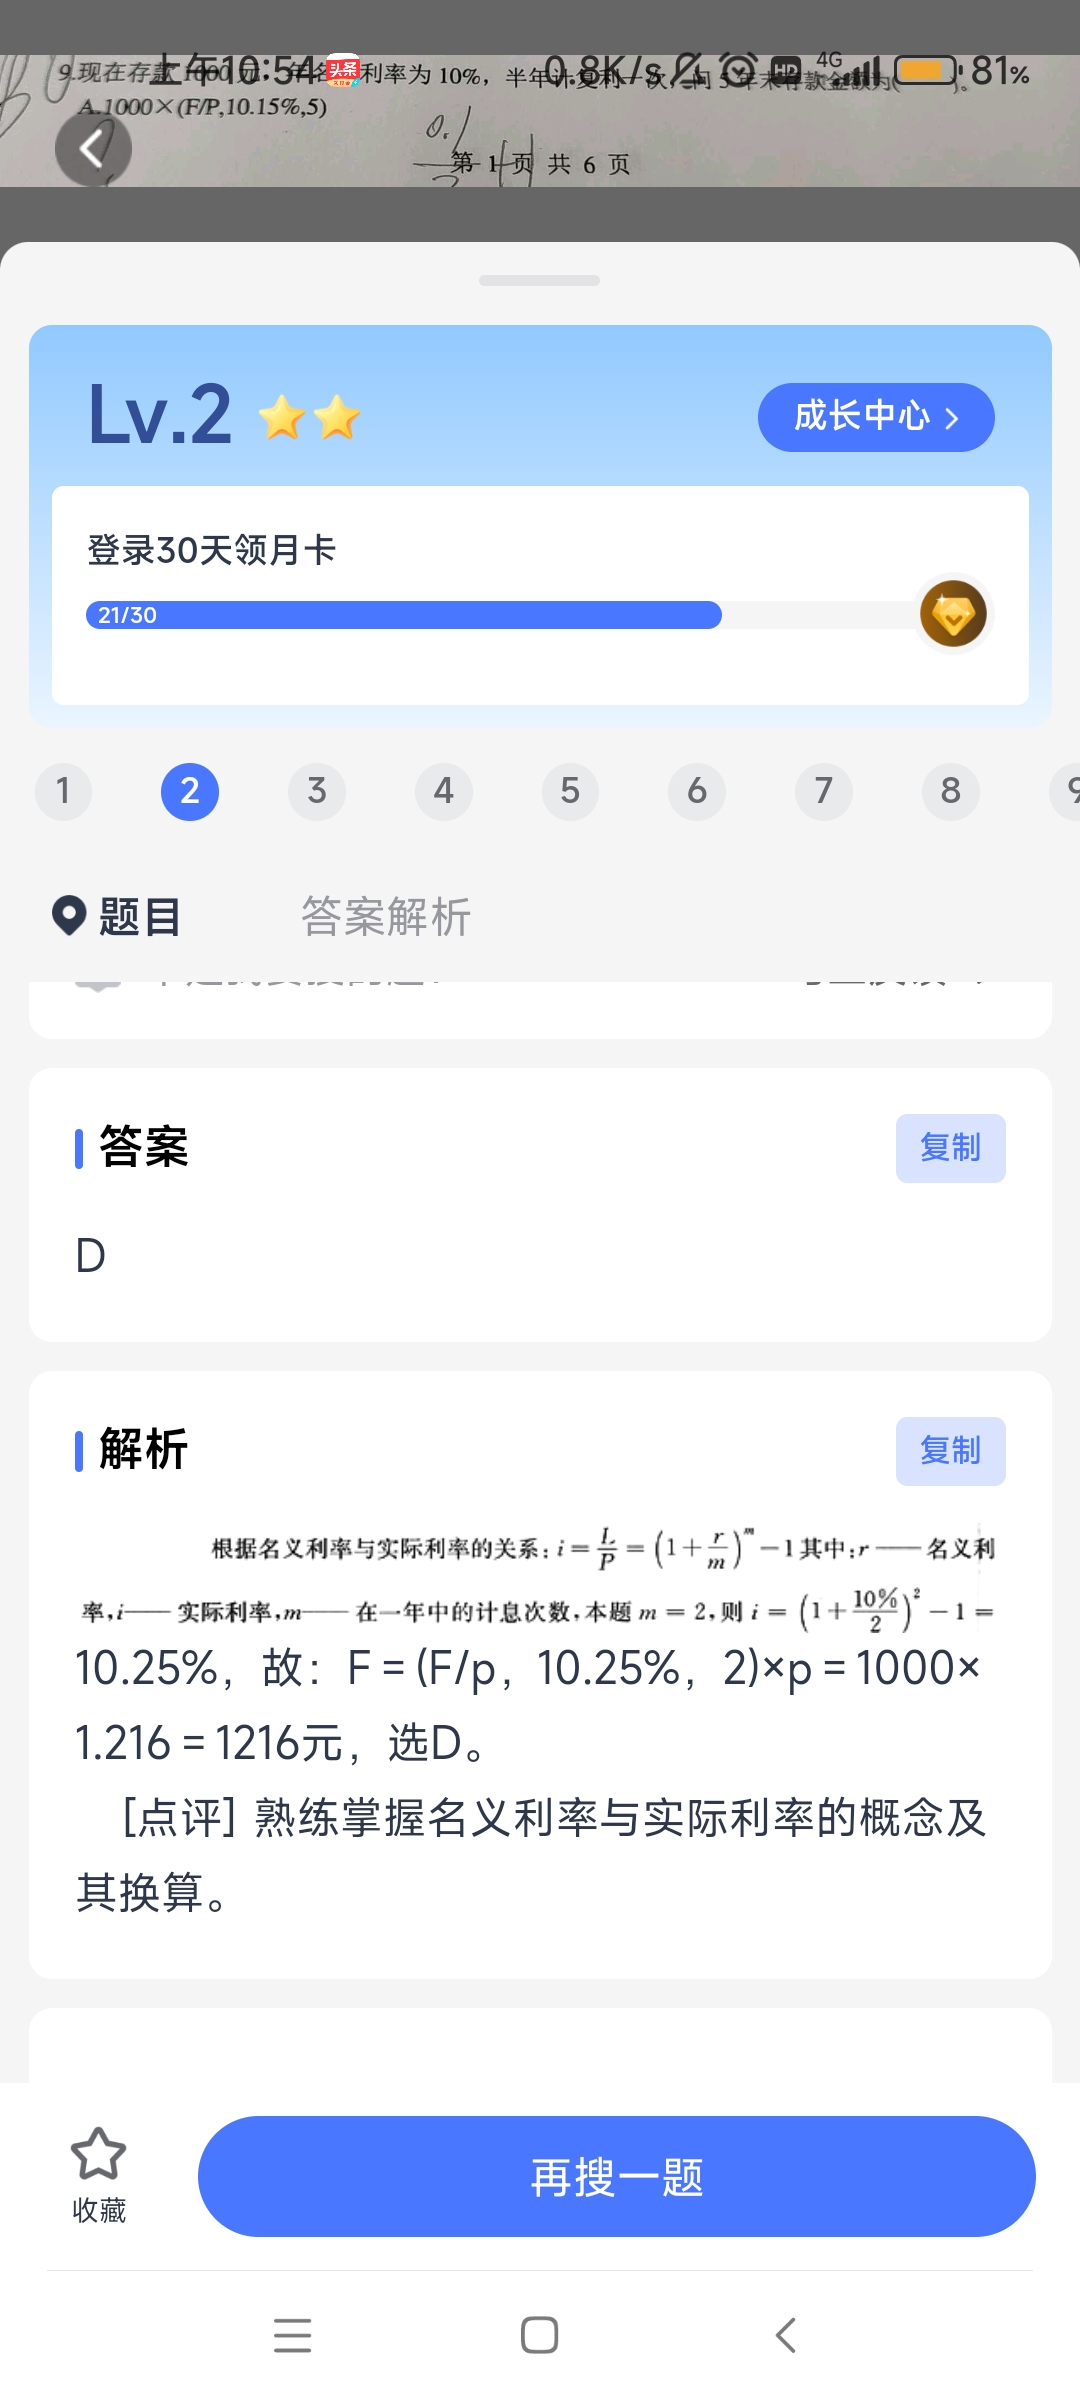 上午10:54 头条 0.8K/s HD 4G 81%
9.现在存款 1000 元，年名利率为 10%，半年计复利一次，问 5 年末存款金额为( )。
A.1000×(F/P,10.15%,5)
第 1 页 共 6 页
Lv.2
成长中心
登录30天领月卡
21/30
1 2 3 4 5 6 7 8 9
题目 答案解析
答案 复制
D
解析 复制
根据名义利率与实际利率的关系:i=L/P=(1+r/m)^m-1其中:r——名义利
率,i——实际利率,m——在一年中的计息次数,本题 m=2,则 i=(1+10%/2)^2-1=
10.25%，故：F=(F/p，10.25%，2)×p=1000×
1.216=1216元，选D。
[点评] 熟练掌握名义利率与实际利率的概念及
其换算。
收藏
再搜一题